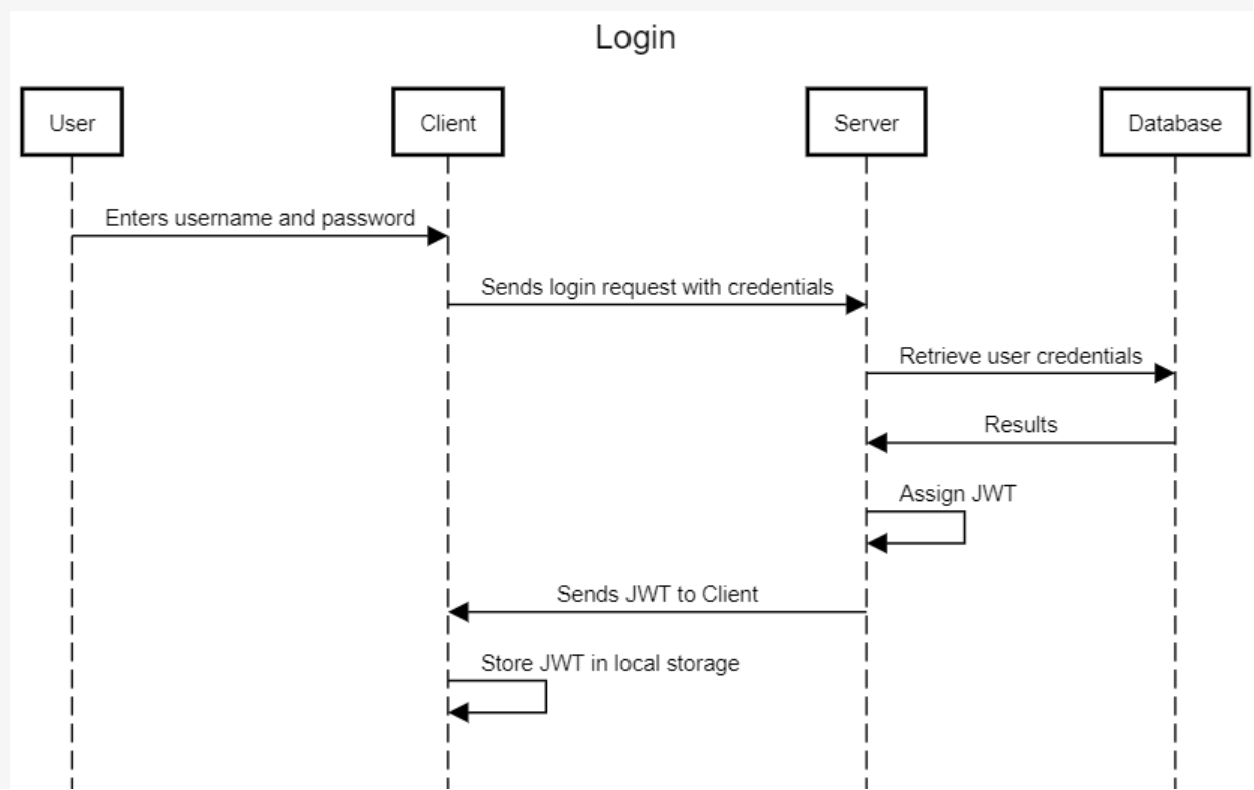 Login
User
Client
Server
Database
Enters username and password
Sends login request with credentials
Retrieve user credentials
Results
Assign JWT
Sends JWT to Client
Store JWT in local storage